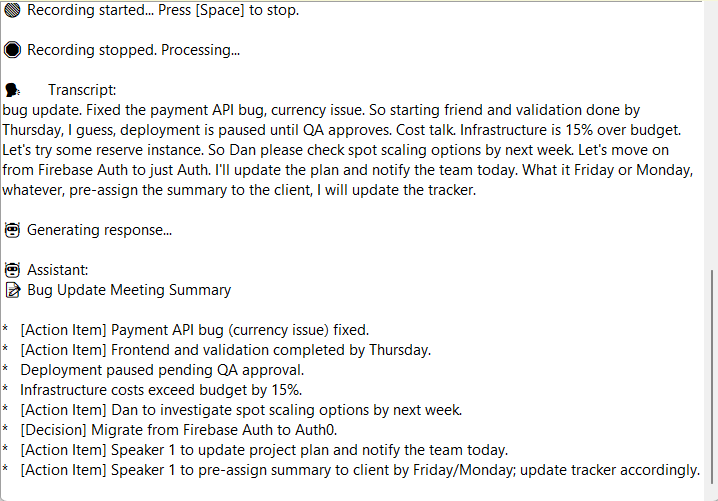 Recording started... Press [Space] to stop.
Recording stopped. Processing...
Transcript:
bug update. Fixed the payment API bug, currency issue. So starting friend and validation done by
Thursday, I guess, deployment is paused until QA approves. Cost talk. Infrastructure is 15% over budget.
Let's try some reserve instance. So Dan please check spot scaling options by next week. Let's move on
from Firebase Auth to just Auth. I'll update the plan and notify the team today. What it Friday or Monday,
whatever, pre-assign the summary to the client, I will update the tracker.
Generating response...
Assistant:
Bug Update Meeting Summary
* [Action Item] Payment API bug (currency issue) fixed.
* [Action Item] Frontend and validation completed by Thursday.
* Deployment paused pending QA approval.
* Infrastructure costs exceed budget by 15%.
* [Action Item] Dan to investigate spot scaling options by next week.
* [Decision] Migrate from Firebase Auth to Auth0.
* [Action Item] Speaker 1 to update project plan and notify the team today.
* [Action Item] Speaker 1 to pre-assign summary to client by Friday/Monday; update tracker accordingly.